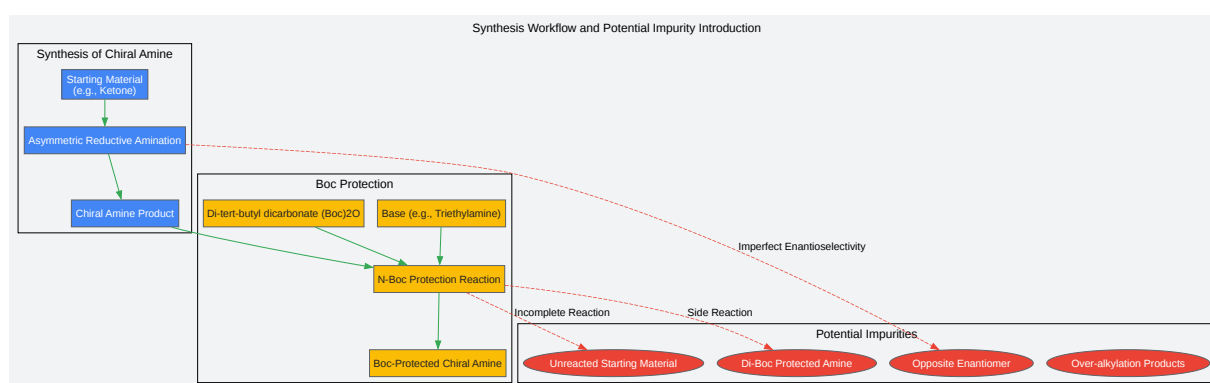 Synthesis Workflow and Potential Impurity Introduction
Synthesis of Chiral Amine
Starting Material
(e.g., Ketone)
Asymmetric Reductive Amination
Chiral Amine Product
Boc Protection
Di-tert-butyl dicarbonate (Boc)2O
Base (e.g., Triethylamine)
N-Boc Protection Reaction
Boc-Protected Chiral Amine
Imperfect Enantioselectivity
Incomplete Reaction
Side Reaction
Potential Impurities
Unreacted Starting Material
Di-Boc Protected Amine
Opposite Enantiomer
Over-alkylation Products